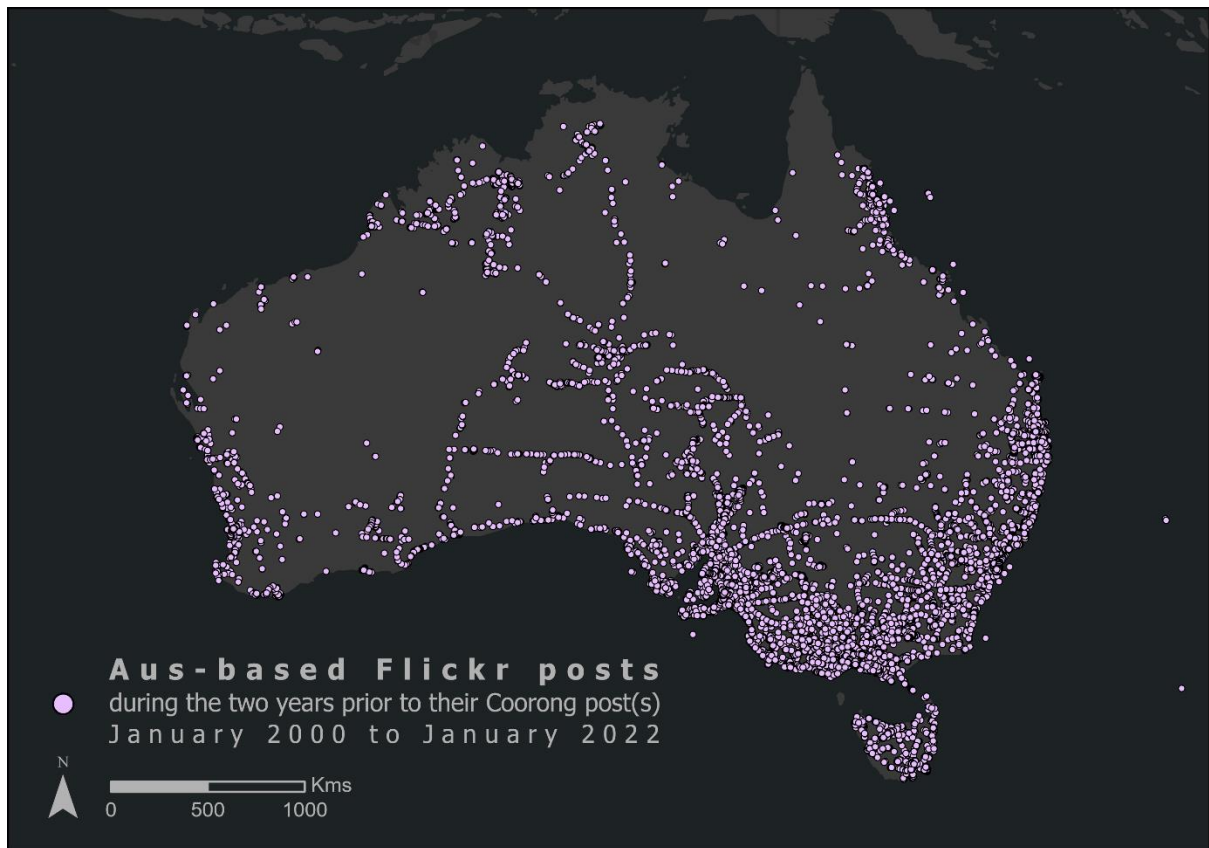 Aus-based Flickr posts
during the two years prior to their Coorong post(s)
January 2000 to January 2022
N
Kms
0 500 1000